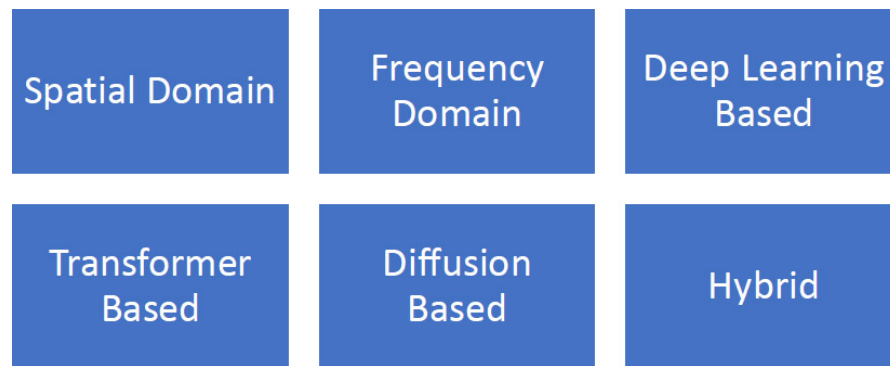 Spatial Domain
Frequency
Domain
Deep Learning
Based
Transformer
Based
Diffusion
Based
Hybrid